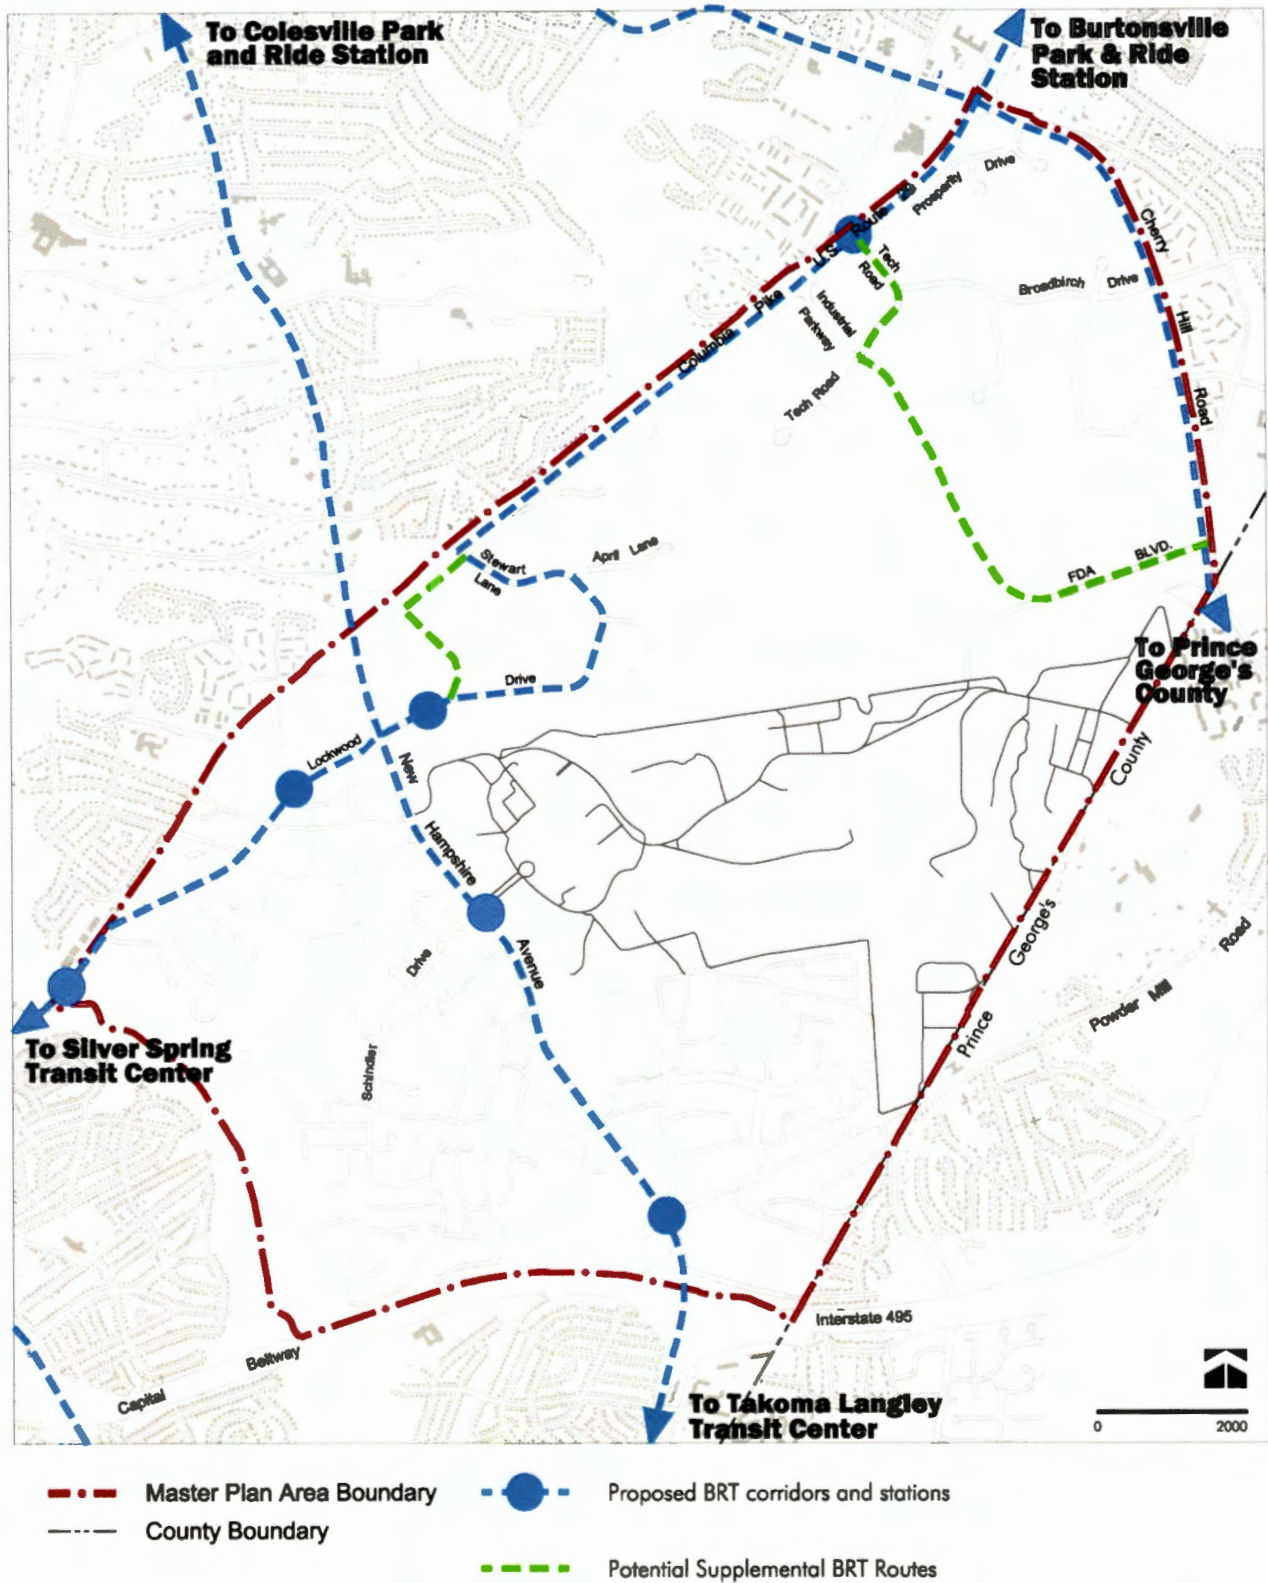 To Colesville Park
and Ride Station
To Burtonsville
Park & Ride
Station
Prosperity Drive
U S Route 29
Tech
Road
Cherry
Hill
Road
Broadbirch Drive
Industrial
Parkway
Columbia Pike
Tech Road
Stewart
Lane
April Lane
FDA BLVD.
To Prince
George's
County
Drive
Lockwood
New
Hampshire
Avenue
County
George's
Prince
Drive
Schindler
Powder Mill Road
To Silver Spring
Transit Center
Interstate 495
Beltway
Capital
To Takoma Langley
Transit Center
0 2000
Master Plan Area Boundary
Proposed BRT corridors and stations
County Boundary
Potential Supplemental BRT Routes